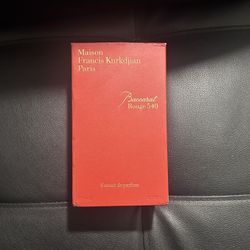 Maison
Francis Kurkdjian
Paris
Baccarat
Rouge 540
Extrait de parfum